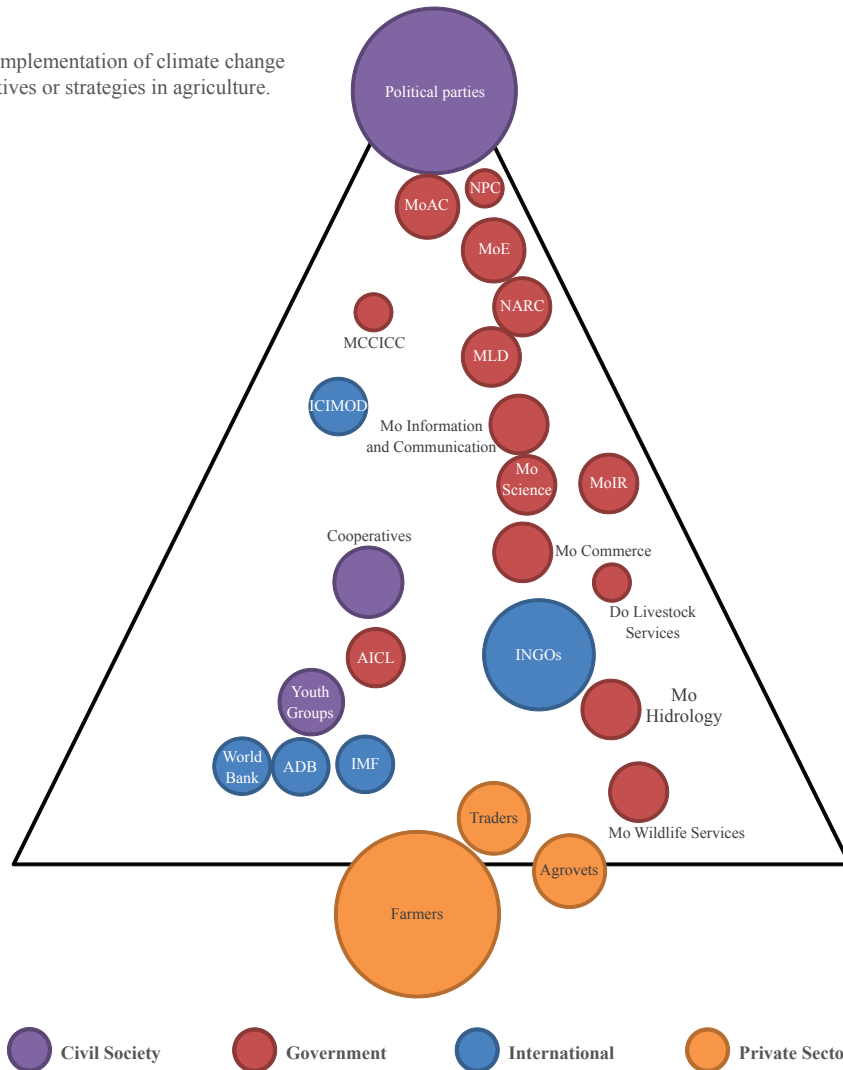 mplementation of climate change
tives or strategies in agriculture.
Political parties
NPC
MoAC
MoE
NARC
MCCICC
MLD
ICIMOD
Mo Information
and Communication
Mo
Science
MoIR
Cooperatives
Mo Commerce
Do Livestock
Services
INGOs
AICL
Youth
Groups
Mo
Hidrology
World
Bank
ADB
IMF
Traders
Mo Wildlife Services
Agrovets
Farmers
Civil Society
Government
International
Private Secto